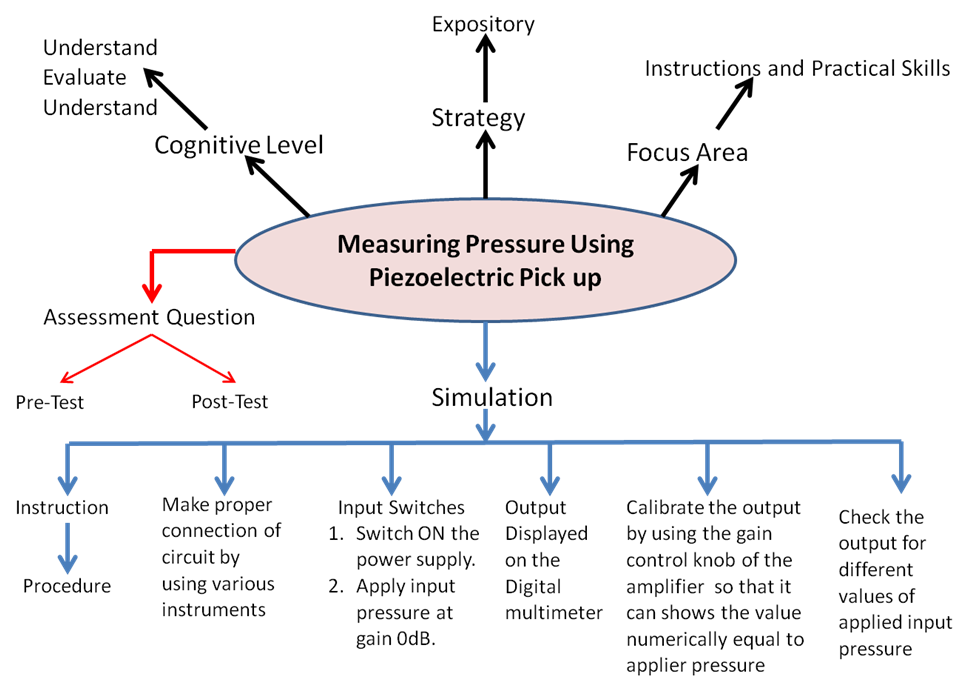 Expository
Understand
Evaluate
Understand
Instructions and Practical Skills
Strategy
Cognitive Level
Focus Area
Measuring Pressure Using
Piezoelectric Pick up
Assessment Question
Pre-Test
Post-Test
Simulation
Instruction
Procedure
Make proper
connection of
circuit by
using various
instruments
Input Switches
1. Switch ON the
power supply.
2. Apply input
pressure at
gain 0dB.
Output
Displayed
on the
Digital
multimeter
Calibrate the output
by using the gain
control knob of the
amplifier so that it
can shows the value
numerically equal to
applier pressure
Check the
output for
different
values of
applied input
pressure